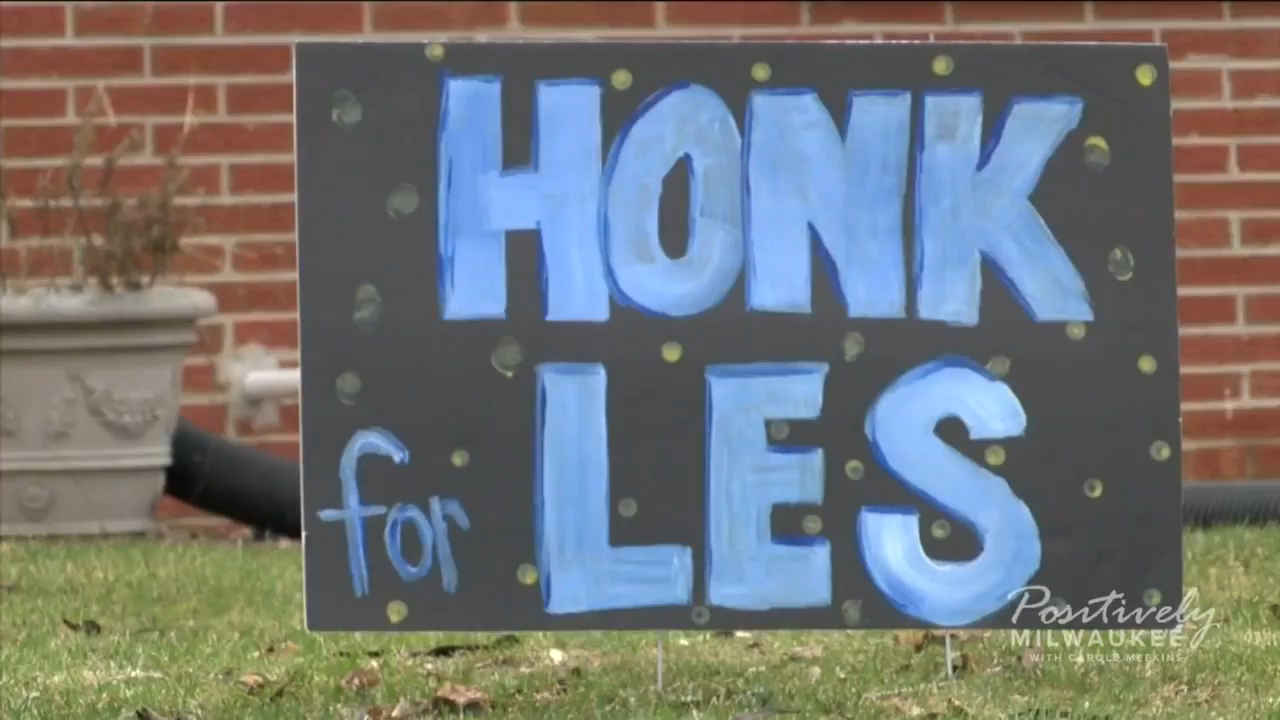 HONK
for LES
Positively
MILWAUKEE
WITH CAROLE MEEKINS